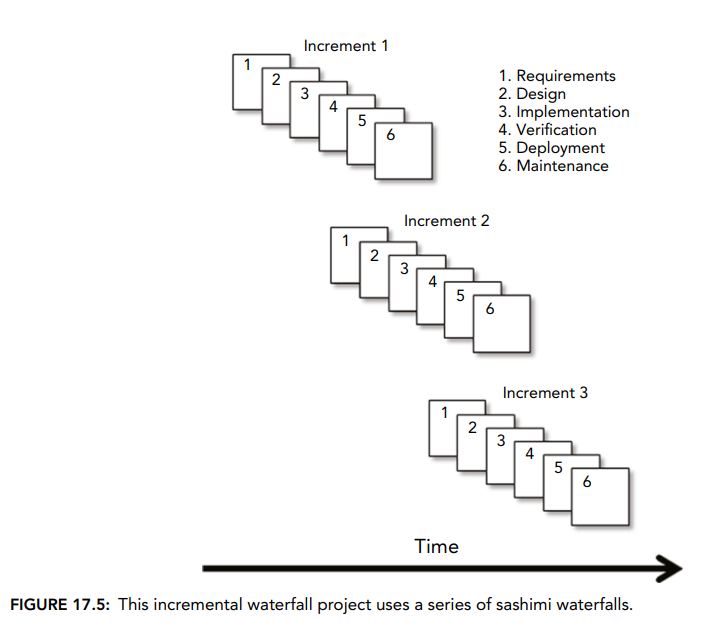 Increment 1
1
2
3
4
5
6
1. Requirements
2. Design
3. Implementation
4. Verification
5. Deployment
6. Maintenance
Increment 2
1
2
3
4
5
6
Increment 3
1
2
3
4
5
6
Time
FIGURE 17.5: This incremental waterfall project uses a series of sashimi waterfalls.